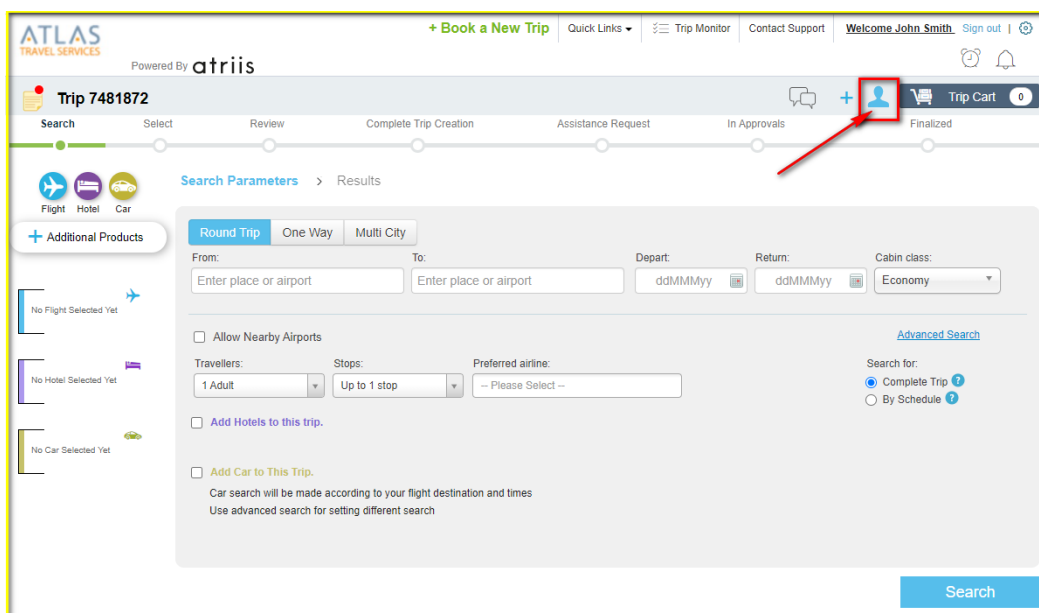 ATLAS
TRAVEL SERVICES
Powered By atriis
+ Book a New Trip Quick Links Trip Monitor Contact Support Welcome John Smith Sign out |
Trip 7481872
+ Trip Cart 0
Search Select Review Complete Trip Creation Assistance Request In Approvals Finalized
Flight Hotel Car
+ Additional Products
No Flight Selected Yet
No Hotel Selected Yet
No Car Selected Yet
Search Parameters > Results
Round Trip One Way Multi City
From: To: Depart: Return: Cabin class:
Enter place or airport Enter place or airport ddMMMyy ddMMMyy Economy
Allow Nearby Airports Advanced Search
Travellers: Stops: Preferred airline: Search for:
1 Adult Up to 1 stop -- Please Select -- Complete Trip ?
By Schedule ?
Add Hotels to this trip.
Add Car to This Trip.
Car search will be made according to your flight destination and times
Use advanced search for setting different search
Search